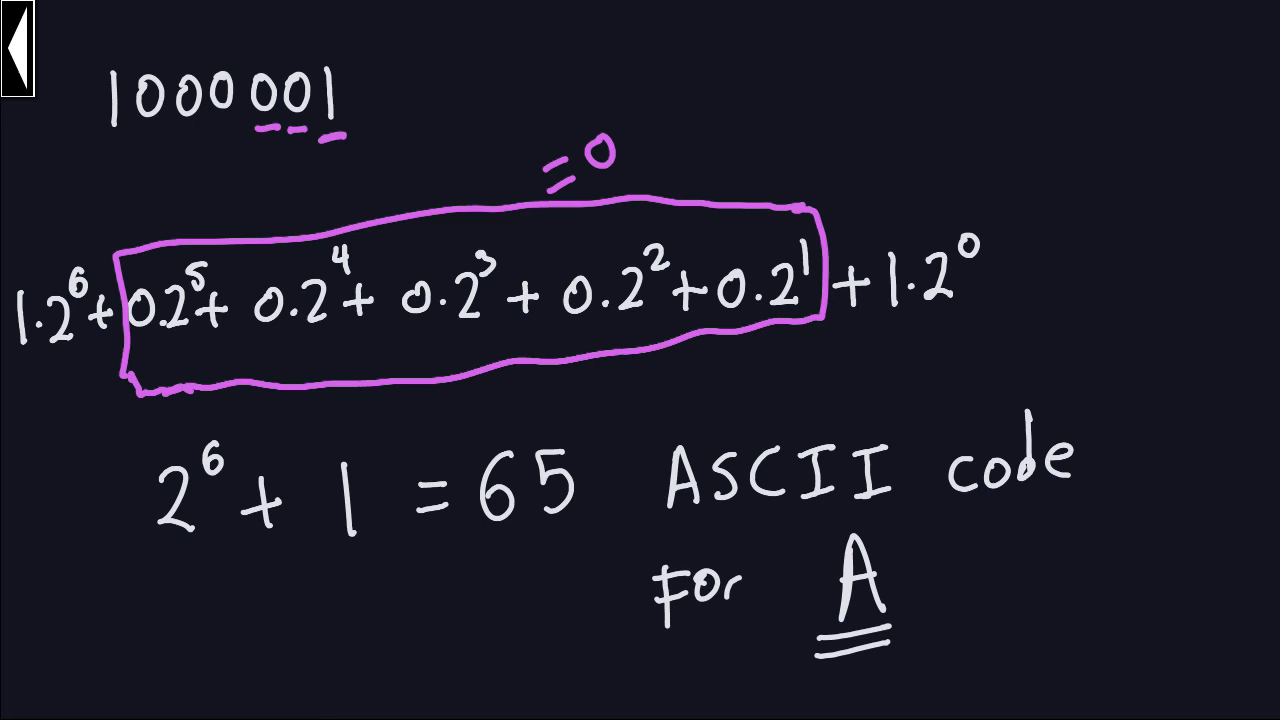 1000001
=0
1.2⁶+0.2⁵+ 0.2⁴+ 0.2³+ 0.2²+0.2¹+1.2⁰
2⁶+ 1 = 65 ASCII code
For A